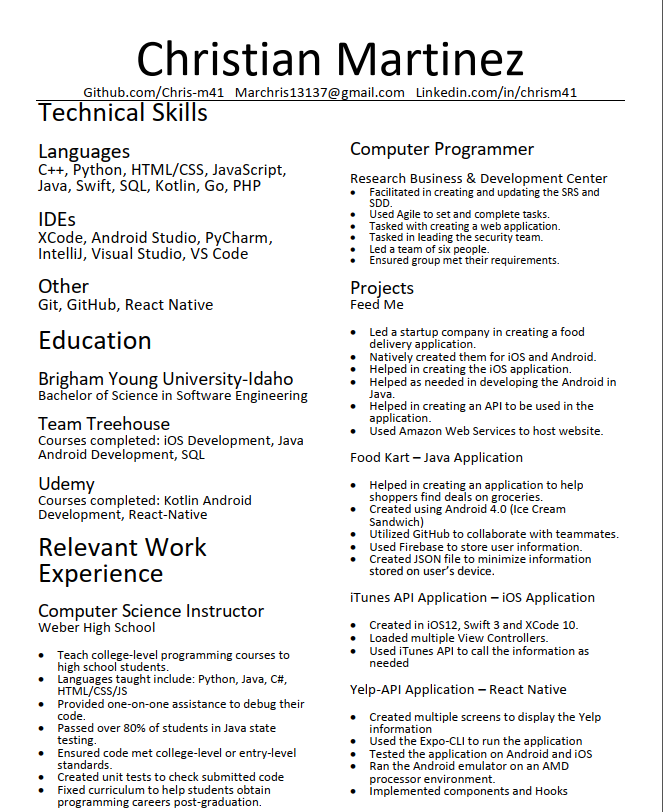 Christian Martinez
Github.com/Chris-m41 Marchris13137@gmail.com Linkedin.com/in/chrism41
Technical Skills
Languages
C++, Python, HTML/CSS, JavaScript,
Java, Swift, SQL, Kotlin, Go, PHP
IDEs
XCode, Android Studio, PyCharm,
IntelliJ, Visual Studio, VS Code
Other
Git, GitHub, React Native
Education
Brigham Young University-Idaho
Bachelor of Science in Software Engineering
Team Treehouse
Courses completed: iOS Development, Java
Android Development, SQL
Udemy
Courses completed: Kotlin Android
Development, React-Native
Relevant Work
Experience
Computer Science Instructor
Weber High School
• Teach college-level programming courses to
high school students.
• Languages taught include: Python, Java, C#,
HTML/CSS/JS
• Provided one-on-one assistance to debug their
code.
• Passed over 80% of students in Java state
testing.
• Ensured code met college-level or entry-level
standards.
• Created unit tests to check submitted code
• Fixed curriculum to help students obtain
programming careers post-graduation.
Computer Programmer
Research Business & Development Center
• Facilitated in creating and updating the SRS and
SDD.
• Used Agile to set and complete tasks.
• Tasked with creating a web application.
• Tasked in leading the security team.
• Led a team of six people.
• Ensured group met their requirements.
Projects
Feed Me
• Led a startup company in creating a food
delivery application.
• Natively created them for iOS and Android.
• Helped in creating the iOS application.
• Helped as needed in developing the Android in
Java.
• Helped in creating an API to be used in the
application.
• Used Amazon Web Services to host website.
Food Kart – Java Application
• Helped in creating an application to help
shoppers find deals on groceries.
• Created using Android 4.0 (Ice Cream
Sandwich)
• Utilized GitHub to collaborate with teammates.
• Used Firebase to store user information.
• Created JSON file to minimize information
stored on user's device.
iTunes API Application – iOS Application
• Created in iOS12, Swift 3 and XCode 10.
• Loaded multiple View Controllers.
• Used iTunes API to call the information as
needed
Yelp-API Application – React Native
• Created multiple screens to display the Yelp
information
• Used the Expo-CLI to run the application
• Tested the application on Android and iOS
• Ran the Android emulator on an AMD
processor environment.
• Implemented components and Hooks